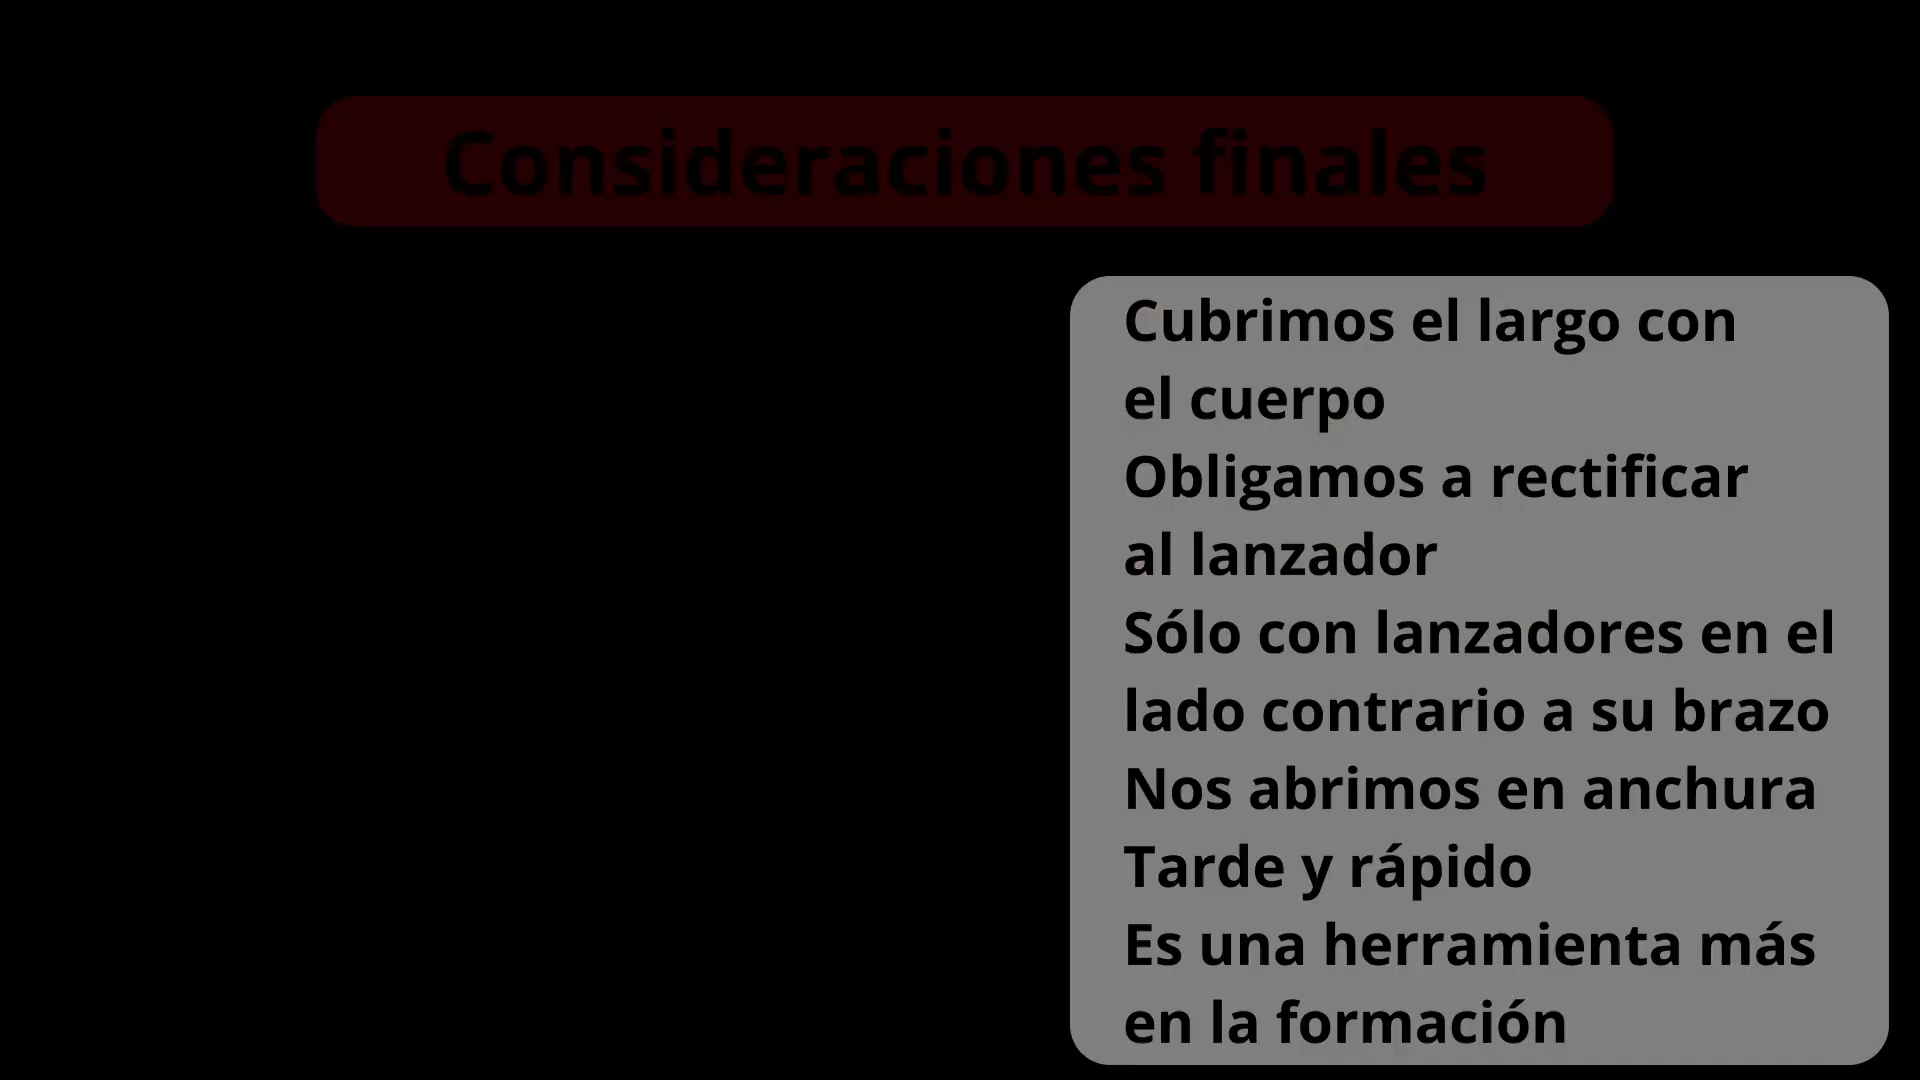 Consideraciones finales
Cubrimos el largo con
el cuerpo
Obligamos a rectificar
al lanzador
Sólo con lanzadores en el
lado contrario a su brazo
Nos abrimos en anchura
Tarde y rápido
Es una herramienta más
en la formación